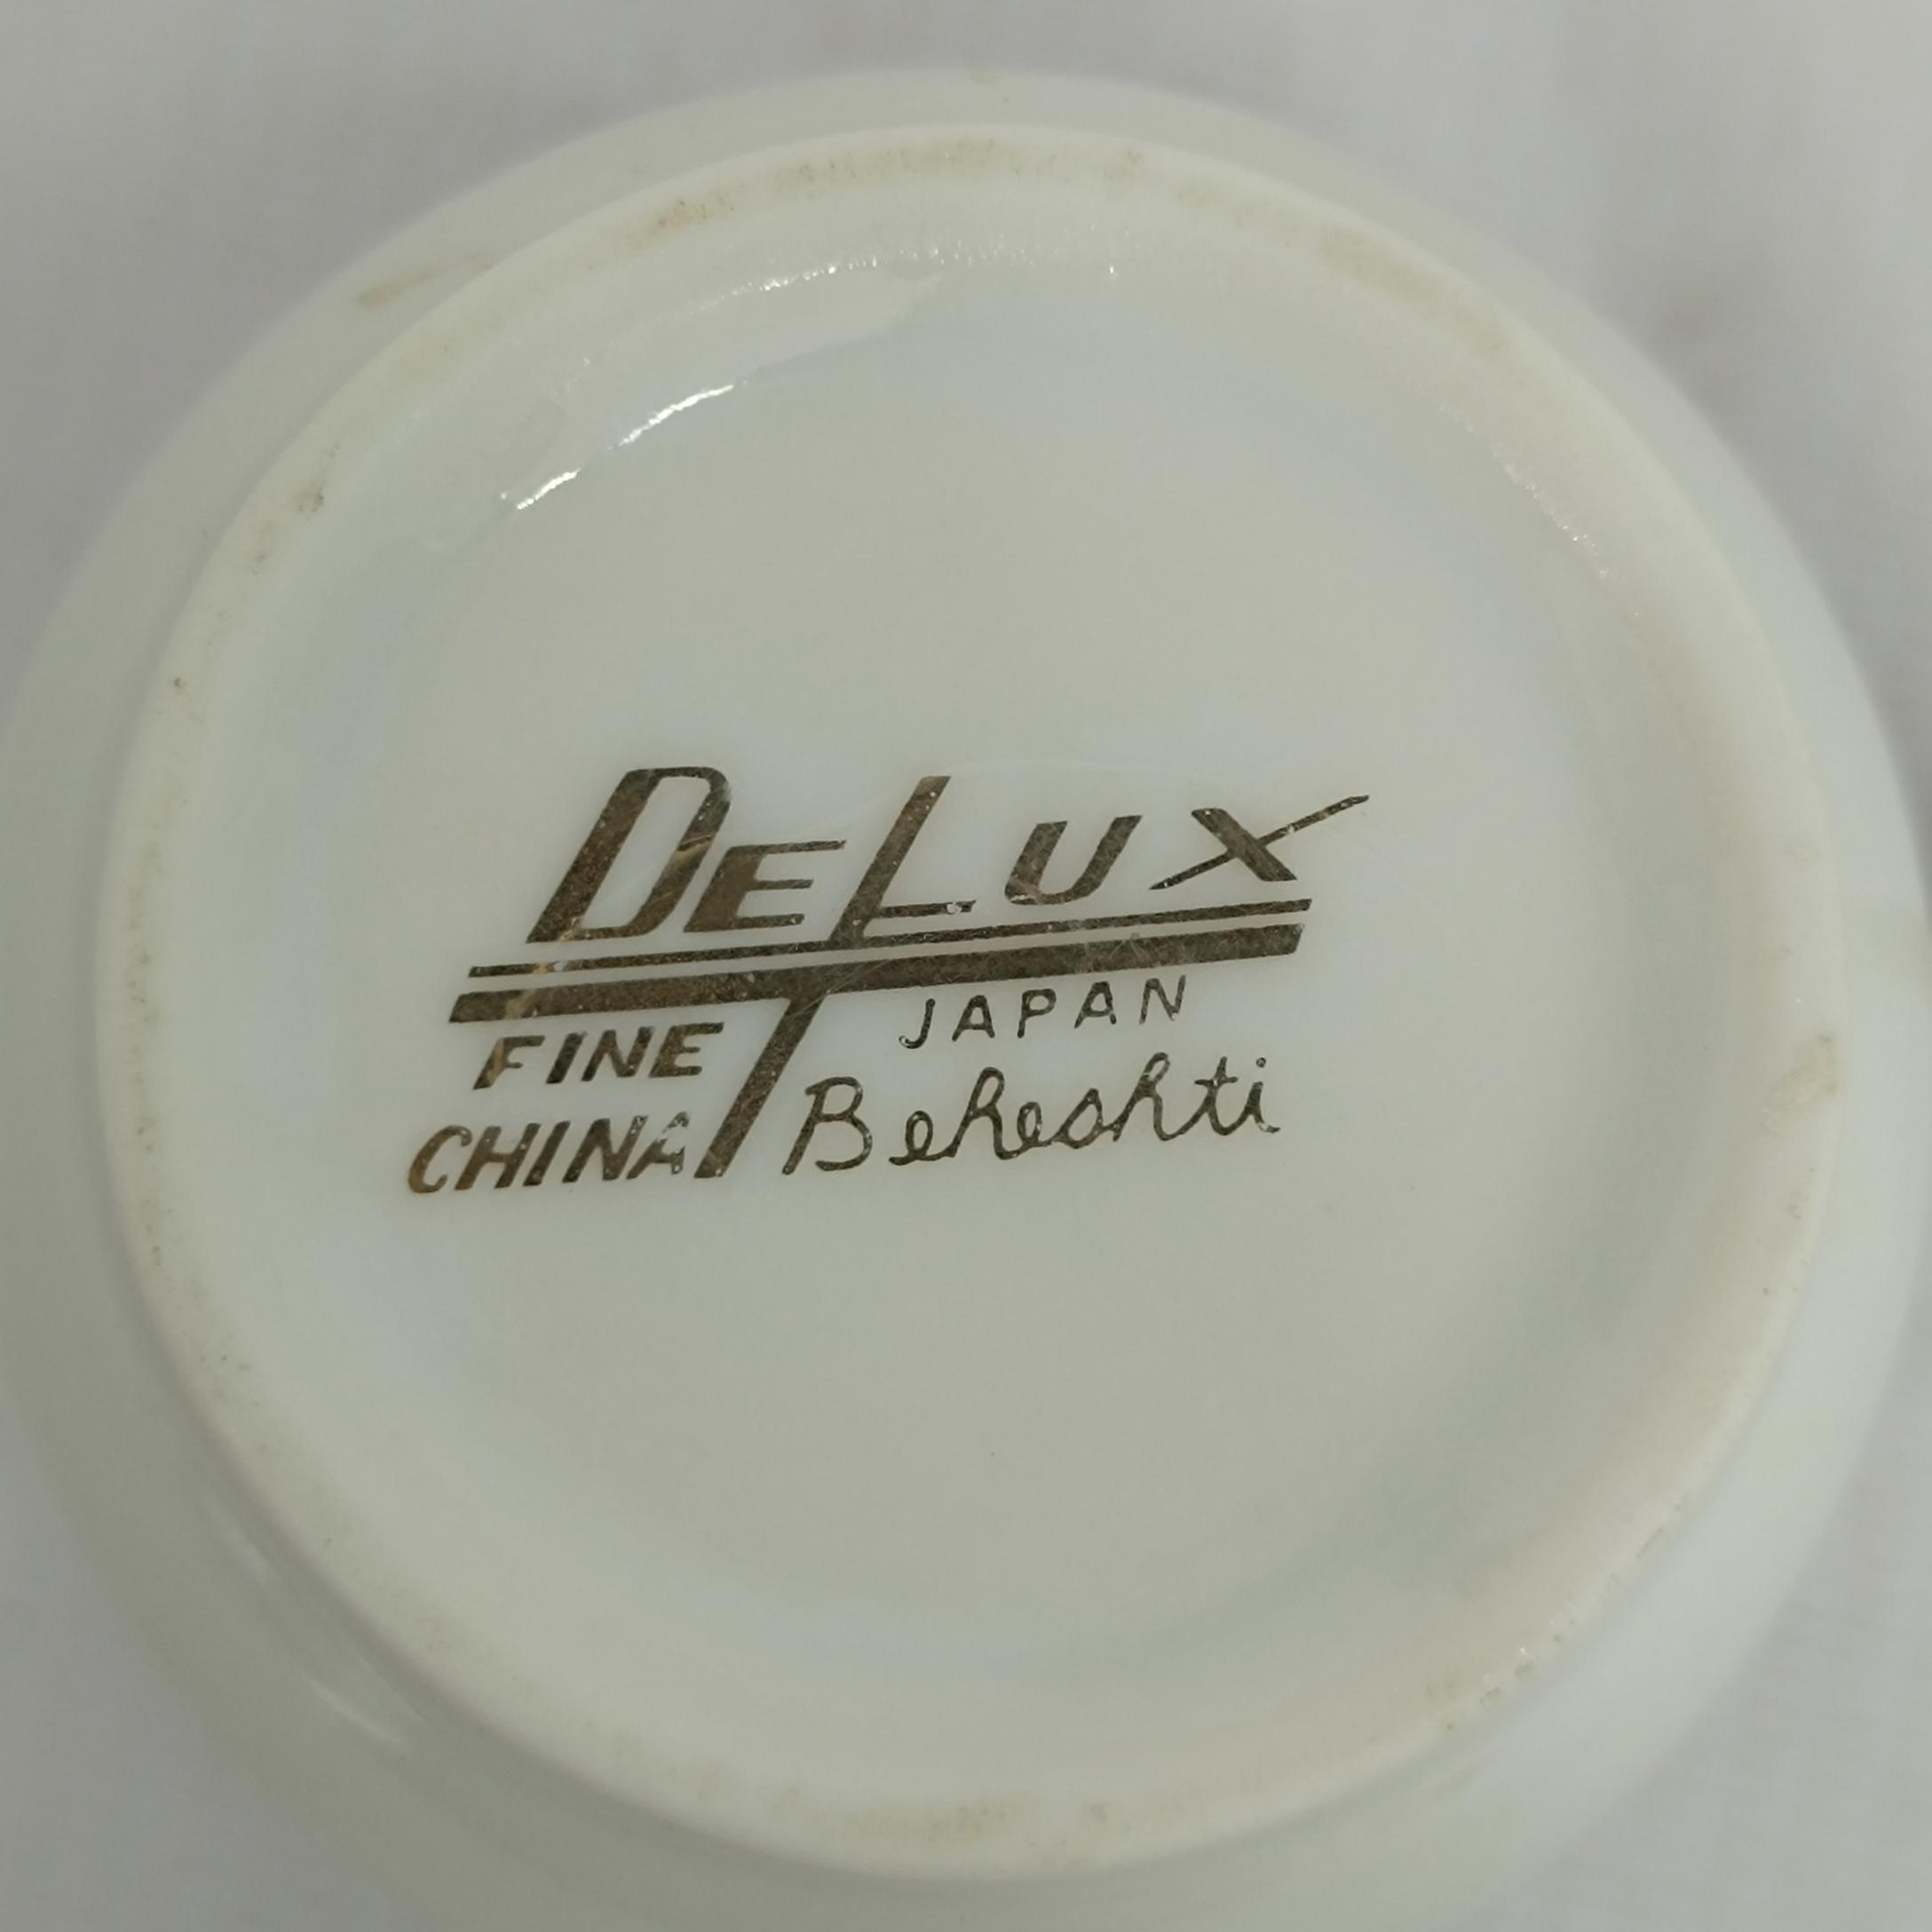 DELUX
JAPAN
FINE
CHINA
Beheshti